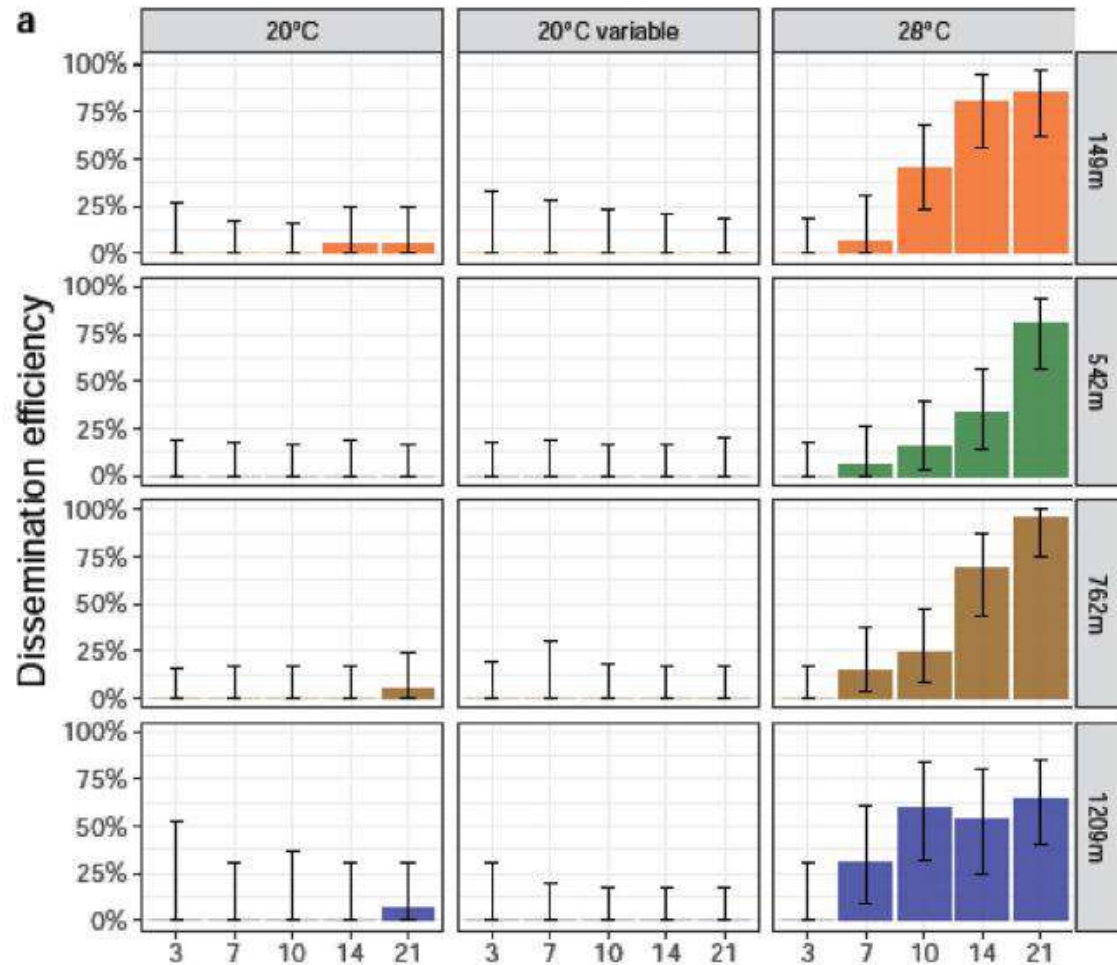 a
20°C 20°C variable 28°C
Dissemination efficiency
100%
75%
50%
25%
0%
149m
100%
75%
50%
25%
0%
542m
100%
75%
50%
25%
0%
762m
100%
75%
50%
25%
0%
1209m
3 7 10 14 21 3 7 10 14 21 3 7 10 14 21